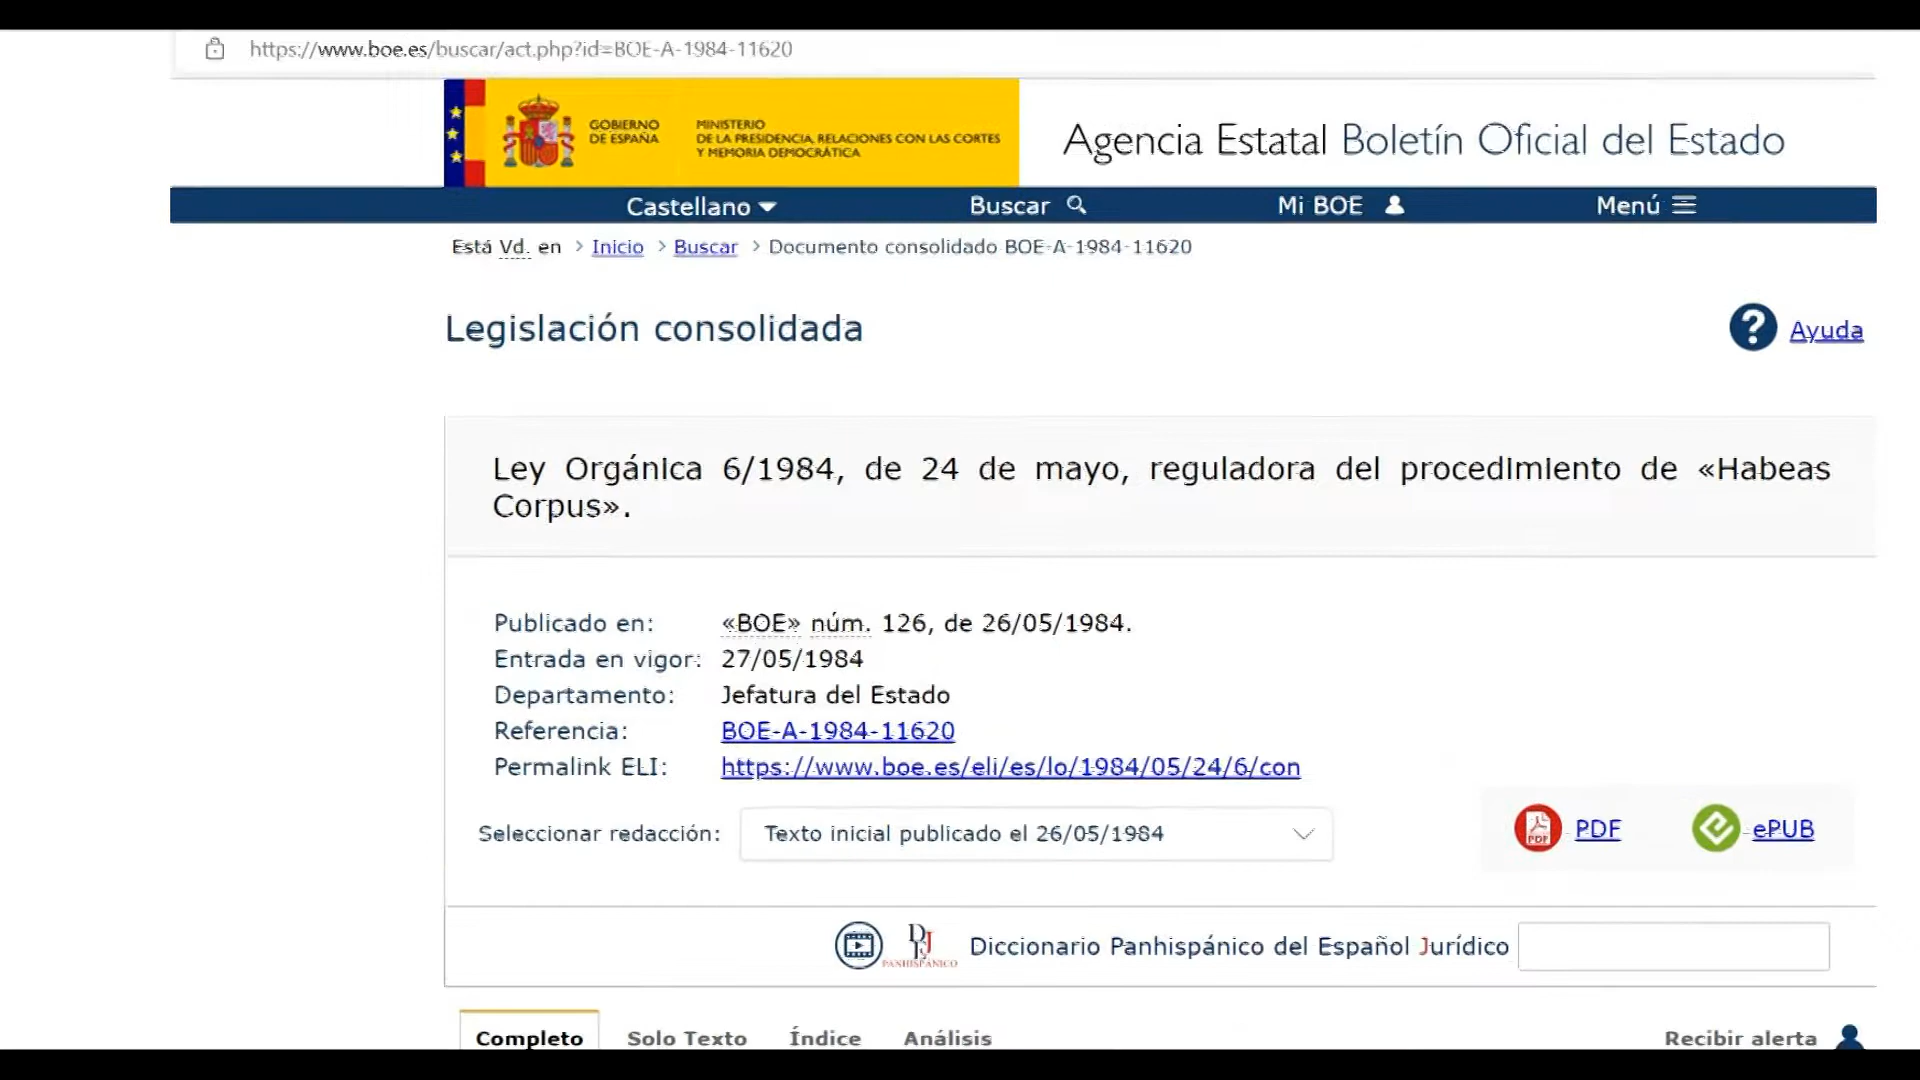 https://www.boe.es/buscar/act.php?id=BOE-A-1984-11620
GOBIERNO
DE ESPAÑA
MINISTERIO
DE LA PRESIDENCIA, RELACIONES CON LAS CORTES
Y MEMORIA DEMOCRÁTICA
Agencia Estatal Boletín Oficial del Estado
Castellano Buscar Mi BOE Menú
Está Vd. en > Inicio > Buscar > Documento consolidado BOE-A-1984-11620
Legislación consolidada
? Ayuda
Ley Orgánica 6/1984, de 24 de mayo, reguladora del procedimiento de «Habeas
Corpus».
Publicado en: «BOE» núm. 126, de 26/05/1984.
Entrada en vigor: 27/05/1984
Departamento: Jefatura del Estado
Referencia: BOE-A-1984-11620
Permalink ELI: https://www.boe.es/eli/es/lo/1984/05/24/6/con
Seleccionar redacción: Texto inicial publicado el 26/05/1984
PDF PDF ePUB
DEJ
PANHISPÁNICO
Diccionario Panhispánico del Español Jurídico
Completo Solo Texto Índice Análisis Recibir alerta